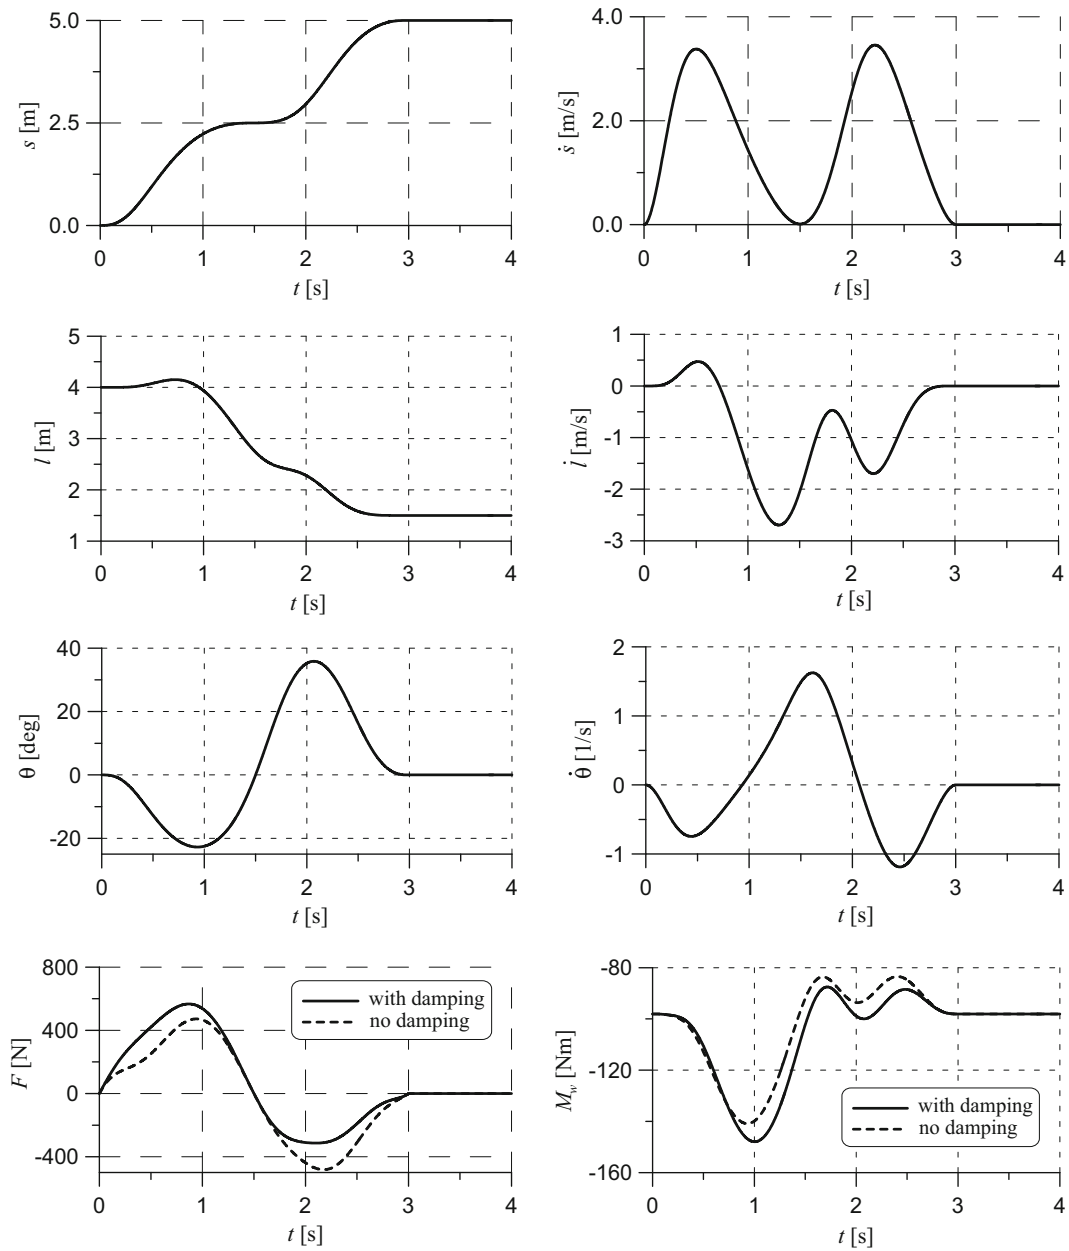 5.0
2.5
0.0
s [m]
0 1 2 3 4
t [s]
4.0
2.0
0.0
ṡ [m/s]
0 1 2 3 4
t [s]
5
4
3
2
1
l [m]
0 1 2 3 4
t [s]
1
0
-1
-2
-3
l̇ [m/s]
0 1 2 3 4
t [s]
40
20
0
-20
θ [deg]
0 1 2 3 4
t [s]
2
1
0
-1
θ̇ [1/s]
0 1 2 3 4
t [s]
800
400
0
-400
F [N]
with damping
no damping
0 1 2 3 4
t [s]
-80
-120
-160
M_w [Nm]
with damping
no damping
0 1 2 3 4
t [s]